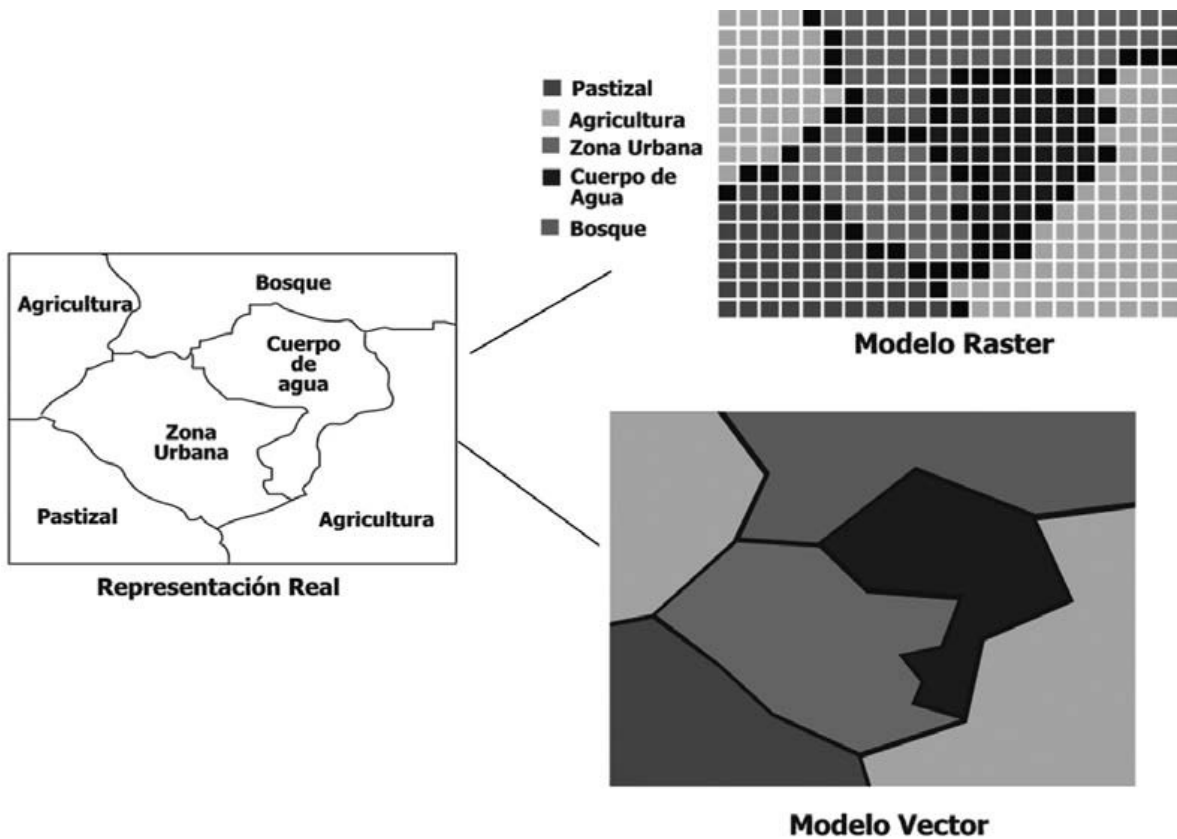 Pastizal
Agricultura
Zona Urbana
Cuerpo de
Agua
Bosque
Modelo Raster
Agricultura
Bosque
Cuerpo
de
agua
Zona
Urbana
Pastizal
Agricultura
Representación Real
Modelo Vector